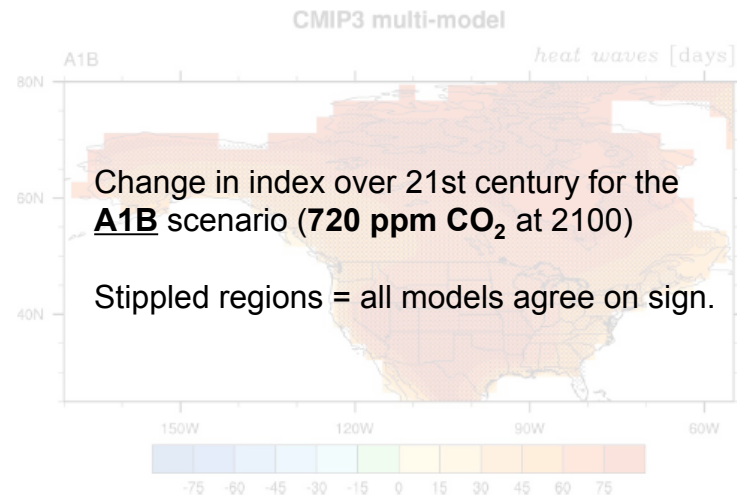 CMIP3 multi-model
A1B heat waves [days]
80N
Change in index over 21st century for the
60N
A1B scenario (720 ppm CO₂ at 2100)
Stippled regions = all models agree on sign.
40N
150W 120W 90W 60W
-75 -60 -45 -30 -15 0 15 30 45 60 75